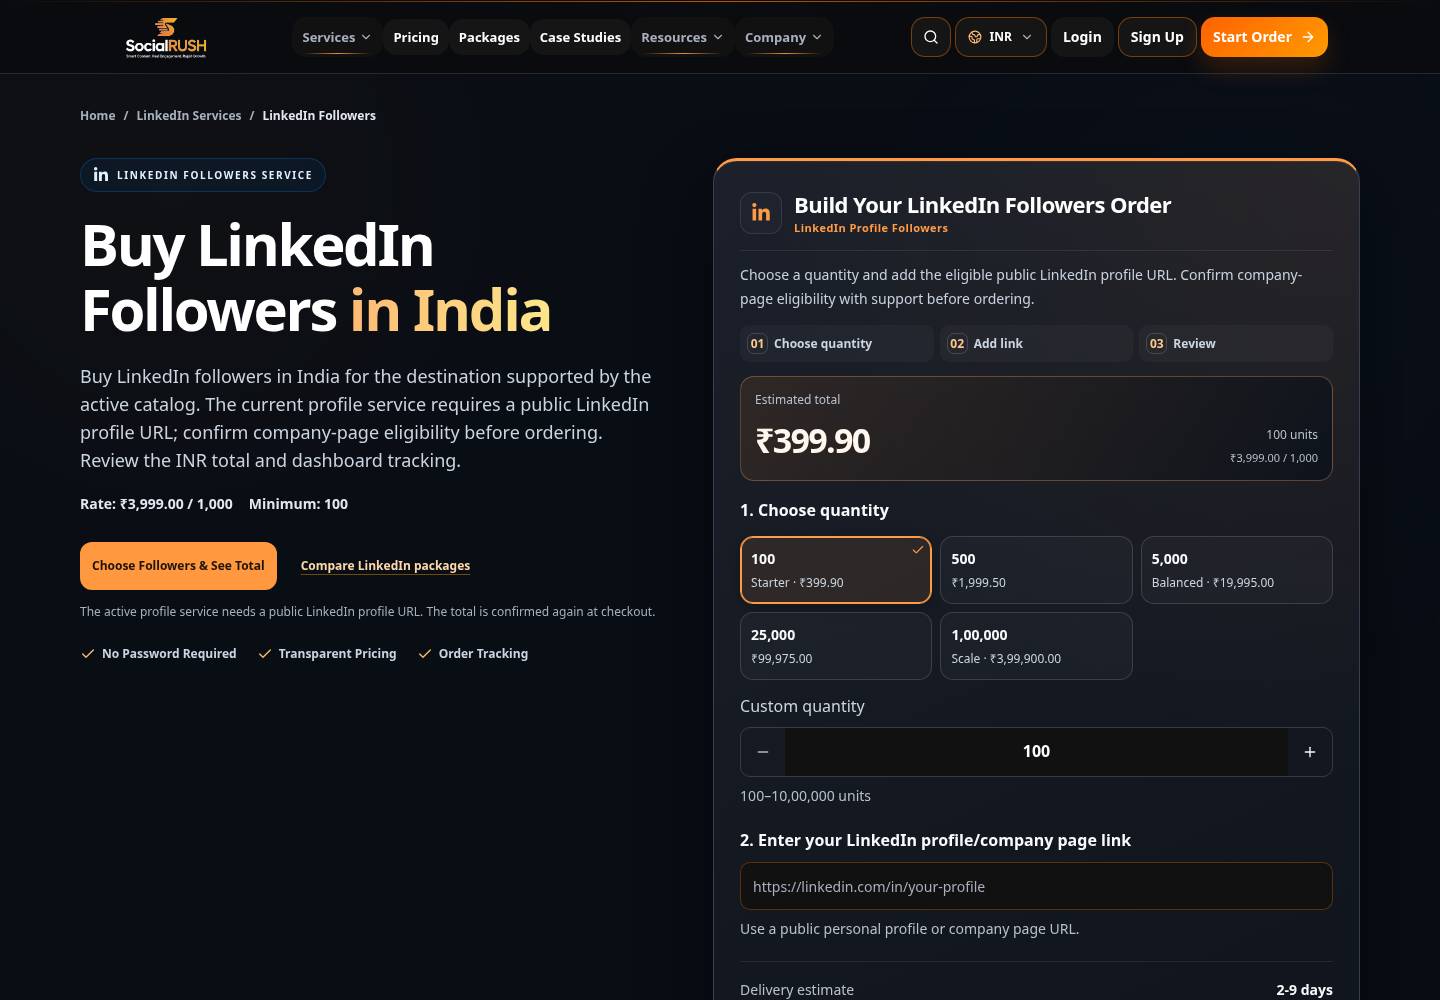 SocialRUSH
Smart Content. Real Engagement. Rapid Growth.
Services
Pricing
Packages
Case Studies
Resources
Company
INR
Login
Sign Up
Start Order
Home / LinkedIn Services / LinkedIn Followers
LINKEDIN FOLLOWERS SERVICE
Buy LinkedIn
Followers in India
Buy LinkedIn followers in India for the destination supported by the
active catalog. The current profile service requires a public LinkedIn
profile URL; confirm company-page eligibility before ordering.
Review the INR total and dashboard tracking.
Rate: ₹3,999.00 / 1,000 Minimum: 100
Choose Followers & See Total
Compare LinkedIn packages
The active profile service needs a public LinkedIn profile URL. The total is confirmed again at checkout.
No Password Required
Transparent Pricing
Order Tracking
Build Your LinkedIn Followers Order
LinkedIn Profile Followers
Choose a quantity and add the eligible public LinkedIn profile URL. Confirm company-
page eligibility with support before ordering.
01 Choose quantity
02 Add link
03 Review
Estimated total
₹399.90
100 units
₹3,999.00 / 1,000
1. Choose quantity
100
Starter · ₹399.90
500
₹1,999.50
5,000
Balanced · ₹19,995.00
25,000
₹99,975.00
1,00,000
Scale · ₹3,99,900.00
Custom quantity
− 100 +
100–10,00,000 units
2. Enter your LinkedIn profile/company page link
https://linkedin.com/in/your-profile
Use a public personal profile or company page URL.
Delivery estimate
2-9 days